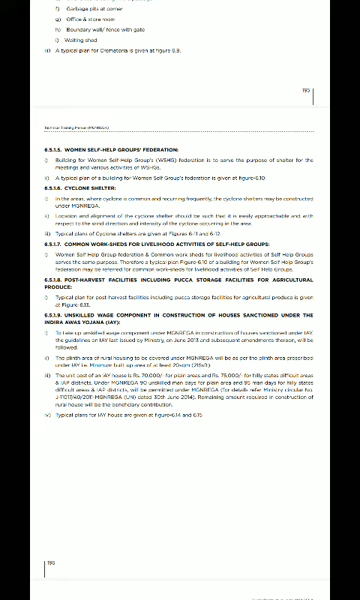 f) Garbage pits at corner
g) Office & store room
h) Boundary wall/ fence with gate
i) Waiting shed
iii) A typical plan for Crematoria is given at figure 6.9.
195
Technical Training Manual (MGNREGA)
6.5.1.5. WOMEN SELF-HELP GROUPS' FEDERATION:
i) Building for Women Self-Help Group's (WSHG) federation is to serve the purpose of shelter for the
meetings and various activities of WSHGs.
ii) A typical plan of a building for Women Self Group's federation is given at figure-6.10
6.5.1.6. CYCLONE SHELTER:
i) In the areas, where cyclone is common and recurring frequently, the cyclone shelters may be constructed
under MGNREGA.
ii) Location and alignment of the cyclone shelter should be such that it is easily approachable and with
respect to the wind direction and intensity of the cyclone occurring in the area.
iii) Typical plans of Cyclone shelters are given at Figures 6-11 and 6-12
6.5.1.7. COMMON WORK-SHEDS FOR LIVELIHOOD ACTIVITIES OF SELF-HELP GROUPS:
i) Women Self Help Group federation & Common work sheds for livelihood activities of Self Help Groups
serves the same purpose. Therefore a typical plan Figure-6.10 of a building for Women Self Help Group's
federation may be referred for common work-sheds for livelihood activities of Self Help Groups.
6.5.1.8. POST-HARVEST FACILITIES INCLUDING PUCCA STORAGE FACILITIES FOR AGRICULTURAL
PRODUCE:
i) Typical plan for post harvest facilities including pucca storage facilities for agricultural produce is given
at Figure 6.13.
6.5.1.9. UNSKILLED WAGE COMPONENT IN CONSTRUCTION OF HOUSES SANCTIONED UNDER THE
INDIRA AWAS YOJANA (IAY):
i) To take up unskilled wage component under MGNREGA in construction of houses sanctioned under IAY,
the guidelines on IAY last issued by Ministry, on June 2013 and subsequent amendments thereon, will be
followed.
ii) The plinth area of rural housing to be covered under MGNREGA will be as per the plinth area prescribed
under IAY i.e. Minimum built up area of at least 20sqm (215sft).
iii) The unit cost of an IAY house is Rs. 70,000/- for plain areas and Rs. 75,000/- for hilly states difficult areas
& IAP districts. Under MGNREGA 90 unskilled man days for plain area and 95 man days for hilly states
difficult areas & IAP districts, will be permitted under MGNREGA (for details refer Ministry circular No.
J-11017/40/2011-MGNREGA (UN) dated 30th June 2014). Remaining amount required in construction of
rural house will be the beneficiary contribution.
iv) Typical plans for IAY house are given at figure-6.14 and 6.15
196